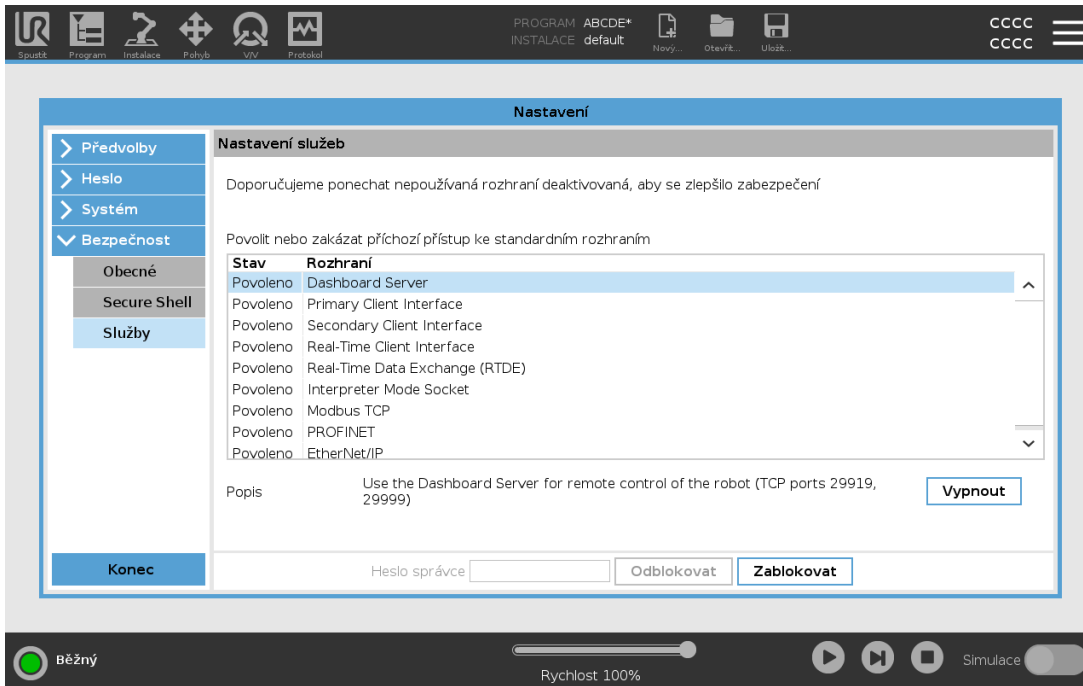 PROGRAM ABCDE*
INSTALACE default
CCCC
CCCC
Spustit Program Instalace Pohyb V/V Protokol Nový... Otevřít... Uložit...
Nastavení
Předvolby
Heslo
Systém
Bezpečnost
Obecné
Secure Shell
Služby
Konec
Nastavení služeb
Doporučujeme ponechat nepoužívaná rozhraní deaktivovaná, aby se zlepšilo zabezpečení
Povolit nebo zakázat příchozí přístup ke standardním rozhraním
Stav Rozhraní
Povoleno Dashboard Server
Povoleno Primary Client Interface
Povoleno Secondary Client Interface
Povoleno Real-Time Client Interface
Povoleno Real-Time Data Exchange (RTDE)
Povoleno Interpreter Mode Socket
Povoleno Modbus TCP
Povoleno PROFINET
Povoleno EtherNet/IP
Popis Use the Dashboard Server for remote control of the robot (TCP ports 29919,
29999)
Vypnout
Heslo správce Odblokovat Zablokovat
Běžný
Rychlost 100%
Simulace